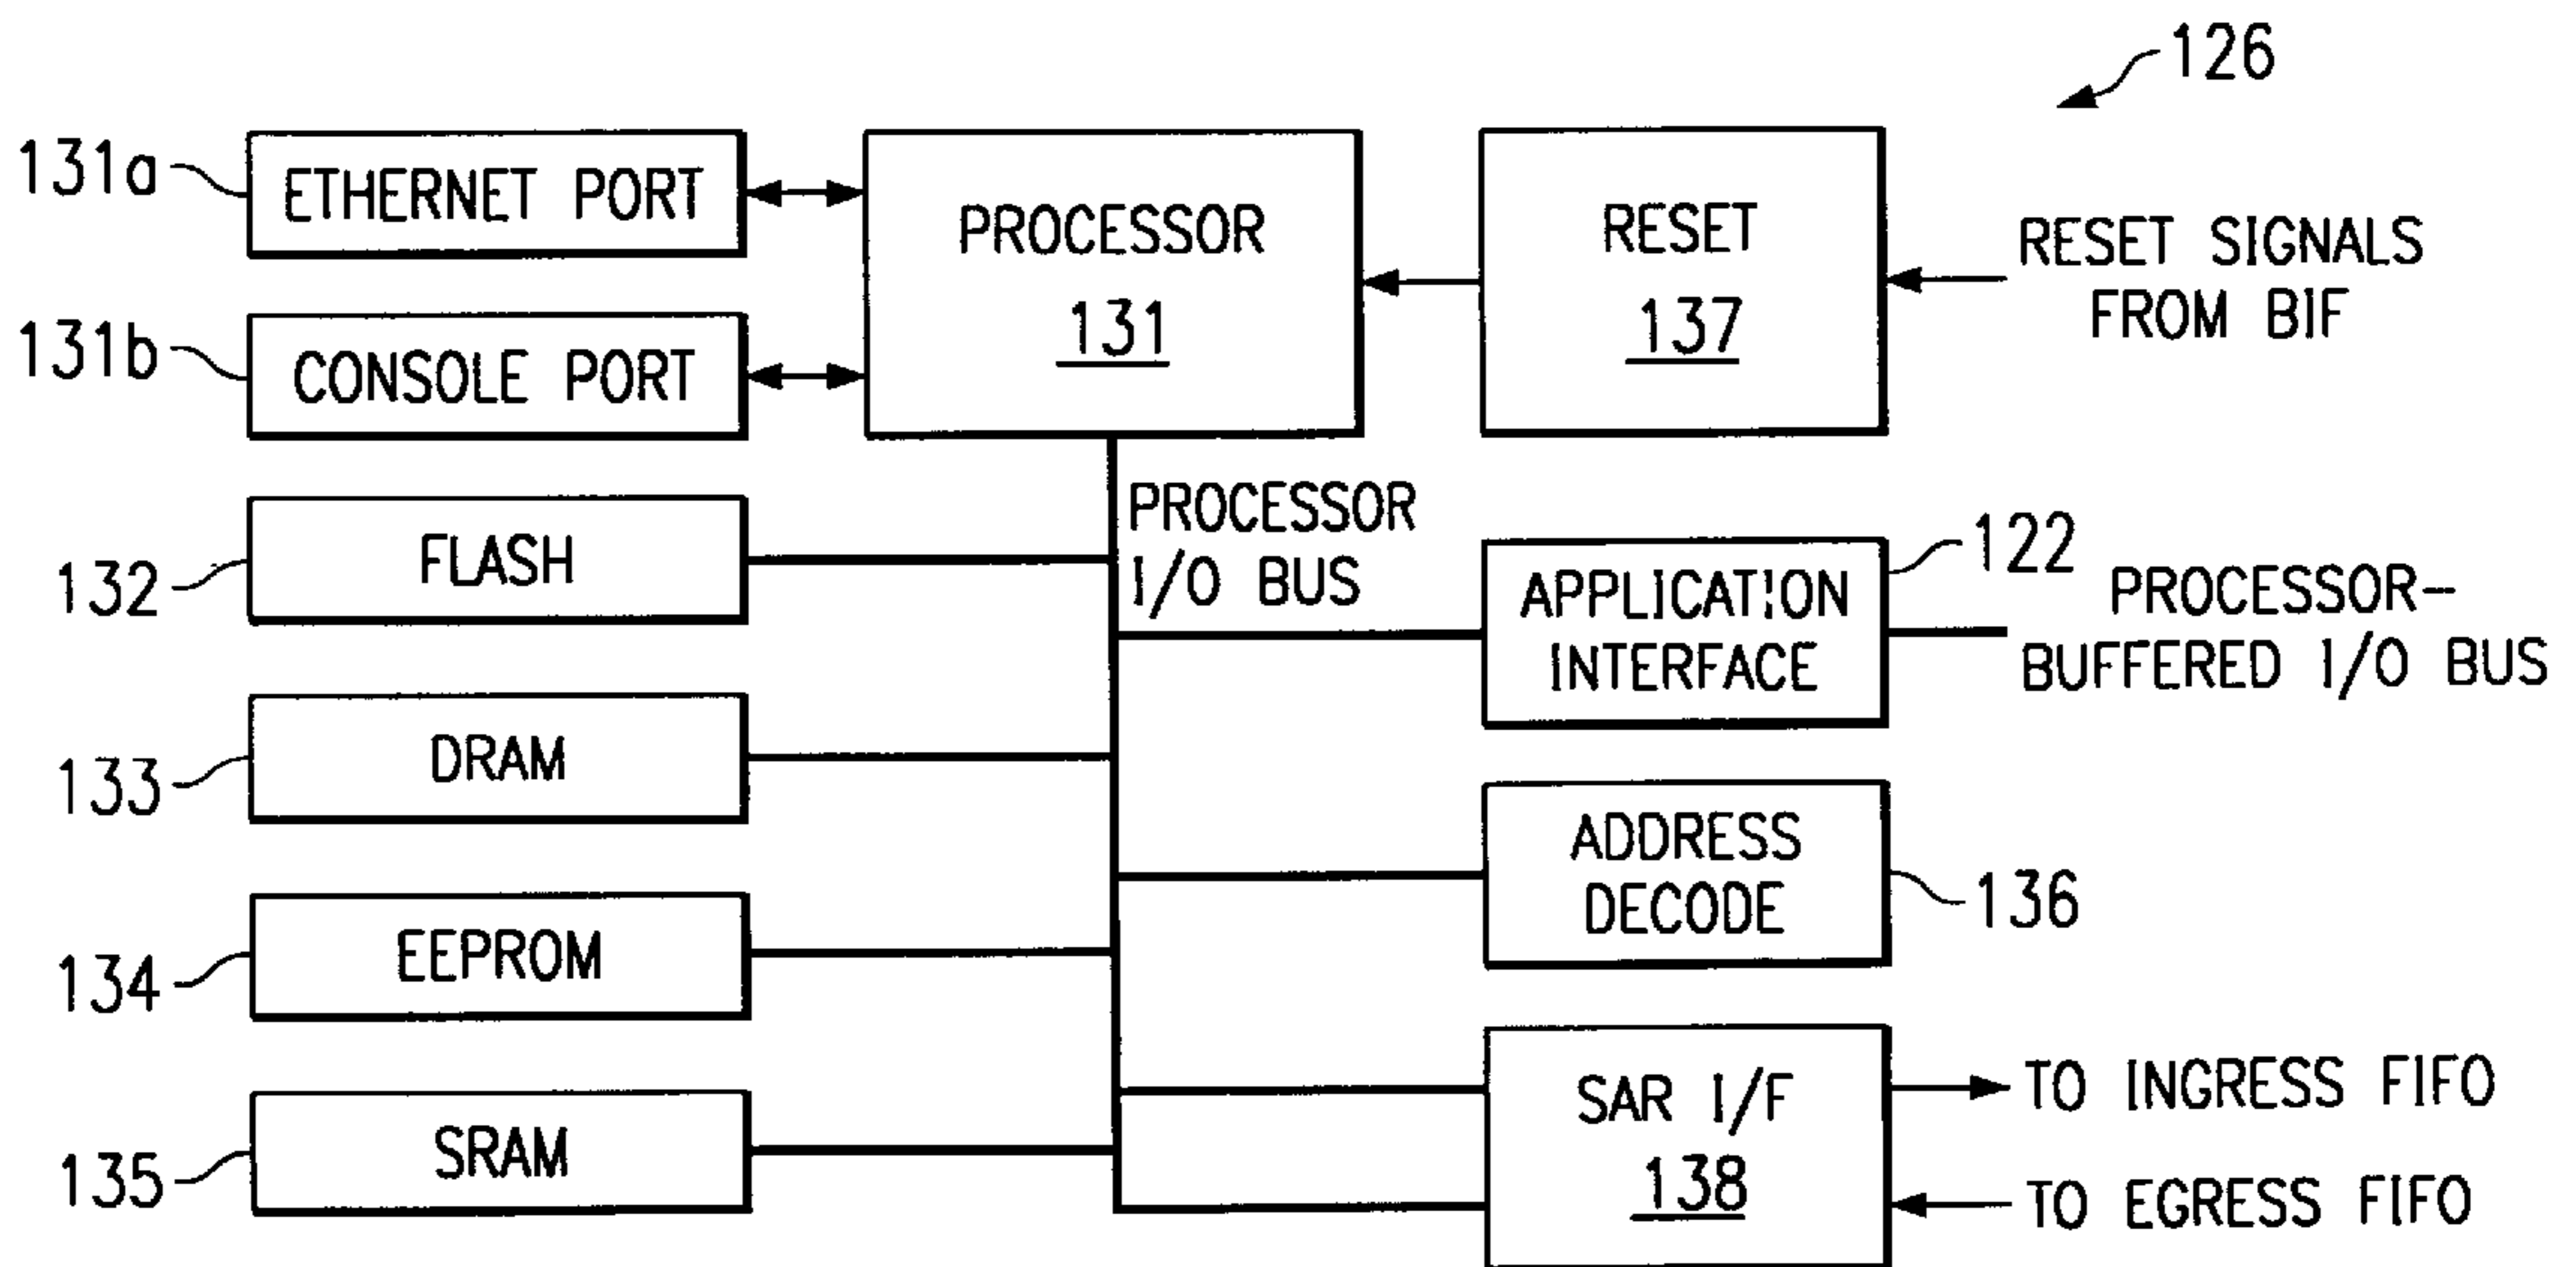 126
131a
ETHERNET PORT
PROCESSOR
131
RESET
137
RESET SIGNALS
FROM BIF
131b
CONSOLE PORT
132
FLASH
PROCESSOR
I/O BUS
APPLICATION
INTERFACE
122
PROCESSOR-
BUFFERED I/O BUS
133
DRAM
ADDRESS
DECODE
136
134
EEPROM
135
SRAM
SAR I/F
138
TO INGRESS FIFO
TO EGRESS FIFO